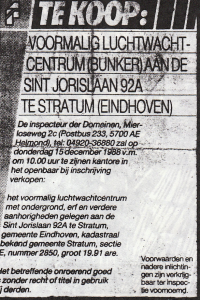 TE KOOP:
VOORMALIG LUCHTWACHT-
CENTRUM (BUNKER) AAN DE
SINT JORISLAAN 92A
TE STRATUM (EINDHOVEN)
De inspecteur der Domeinen, Mier-
loseweg 2c (Postbus 233, 5700 AE
Helmond), tel. 04920-36880 zal op
donderdag 15 december 1988 v.m.
om 10.00 uur te zijnen kantore in
het openbaar bij inschrijving
verkopen:
het voormalig luchtwachtcentrum
met ondergrond, erf en verdere
aanhorigheden gelegen aan de
Sint Jorislaan 92A te Stratum,
gemeente Eindhoven, kadastraal
bekend gemeente Stratum, sectie
E, nummer 2850, groot 19.91 are.
het betreffende onroerend goed
zonder recht of titel in gebruik
derden.
Voorwaarden en
nadere inlichtin-
gen zijn verkrijg-
baar ter inspec-
tie voornoemd.